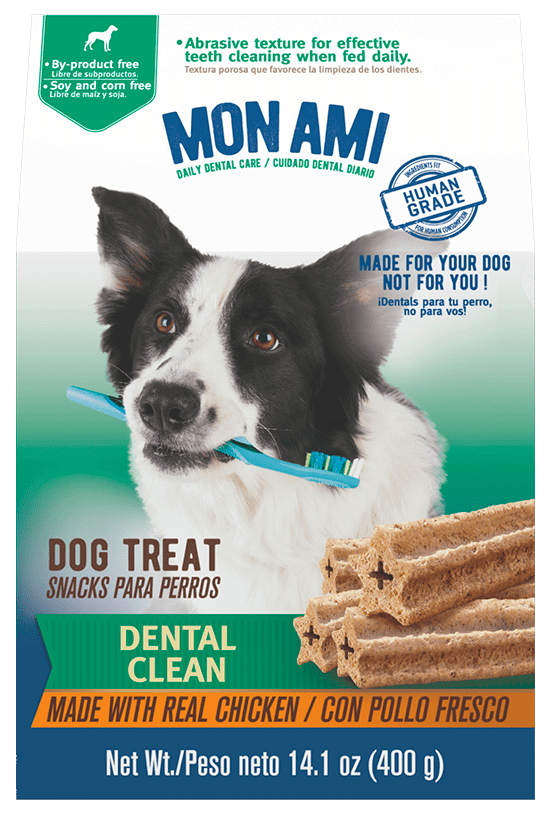 • By-product free
Libre de subproductos.
• Soy and corn free
Libre de maíz y soja.
• Abrasive texture for effective
teeth cleaning when fed daily.
Textura porosa que favorece la limpieza de los dientes.
MON AMI
DAILY DENTAL CARE / CUIDADO DENTAL DIARIO
INGREDIENTS FIT
HUMAN
GRADE
FOR HUMAN CONSUMPTION
MADE FOR YOUR DOG
NOT FOR YOU !
¡Dentals para tu perro,
no para vos!
DOG TREAT
SNACKS PARA PERROS
DENTAL
CLEAN
MADE WITH REAL CHICKEN / CON POLLO FRESCO
Net Wt./Peso neto 14.1 oz (400 g)